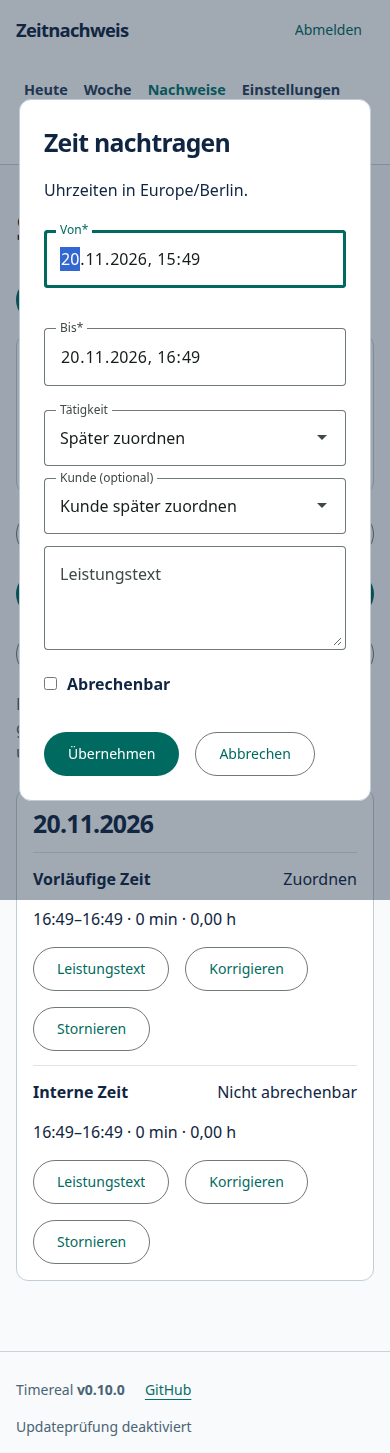 Zeitnachweis
Abmelden
Heute Woche Nachweise Einstellungen
Zeit nachtragen
Uhrzeiten in Europe/Berlin.
Von*
20.11.2026, 15:49
Bis*
20.11.2026, 16:49
Tätigkeit
Später zuordnen
Kunde (optional)
Kunde später zuordnen
Leistungstext
Abrechenbar
Übernehmen Abbrechen
20.11.2026
Vorläufige Zeit Zuordnen
16:49–16:49 · 0 min · 0,00 h
Leistungstext Korrigieren
Stornieren
Interne Zeit Nicht abrechenbar
16:49–16:49 · 0 min · 0,00 h
Leistungstext Korrigieren
Stornieren
Timereal v0.10.0 GitHub
Updateprüfung deaktiviert